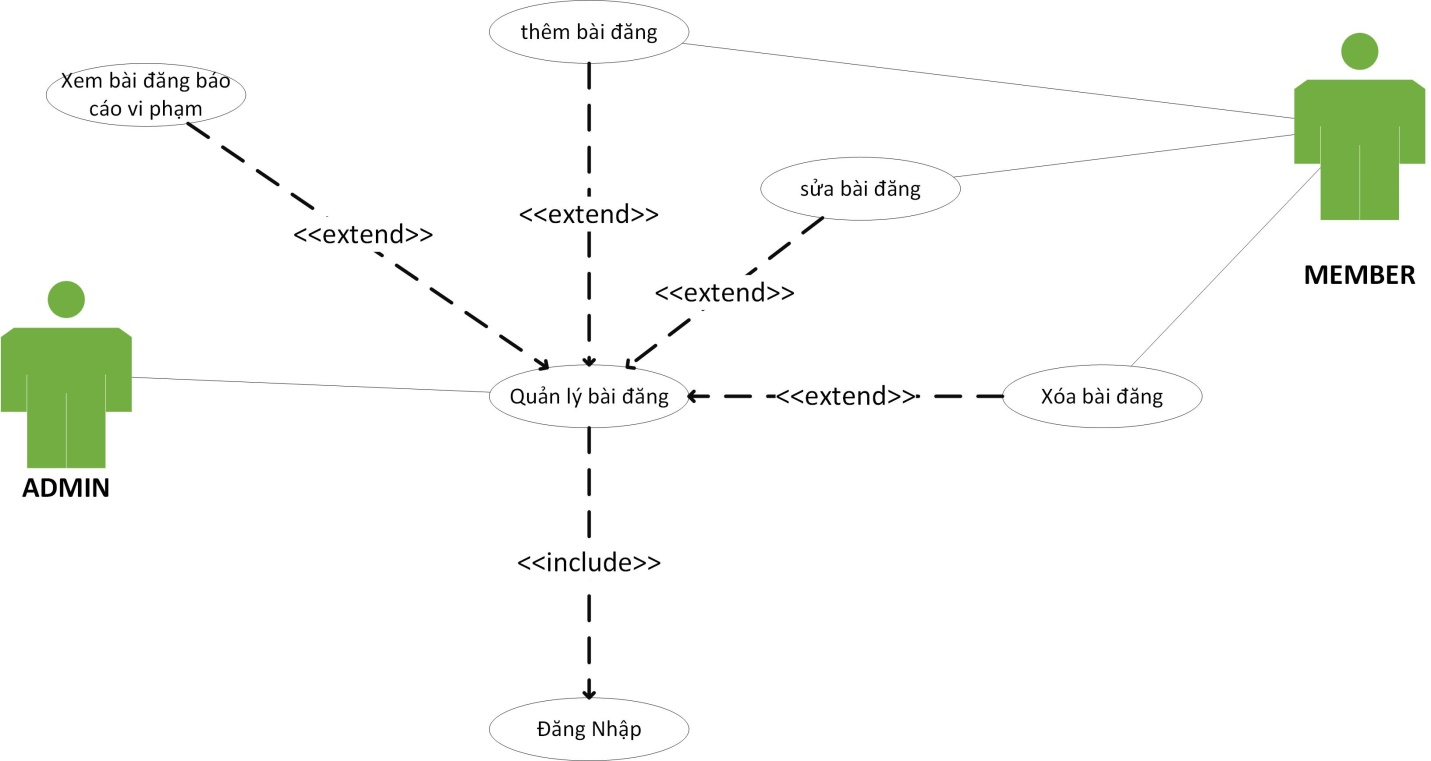 thêm bài đăng
Xem bài đăng báo
cáo vi phạm
sửa bài đăng
<<extend>>
<<extend>>
MEMBER
<<extend>>
Quản lý bài đăng
<<extend>>
Xóa bài đăng
ADMIN
<<include>>
Đăng Nhập